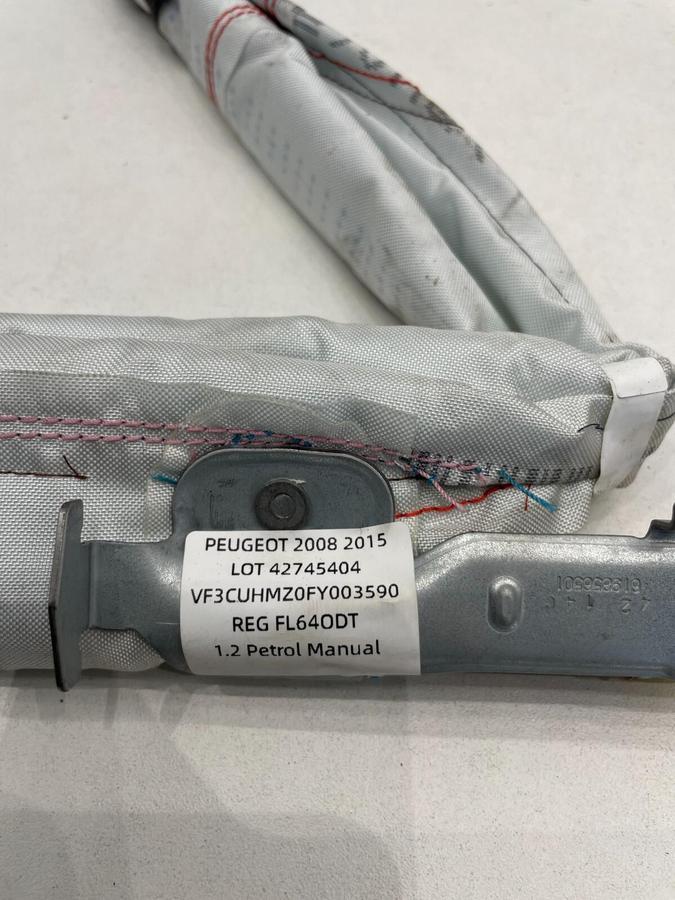 PEUGEOT 2008 2015
LOT 42745404
VF3CUHMZ0FY003590
REG FL64ODT
1.2 Petrol Manual